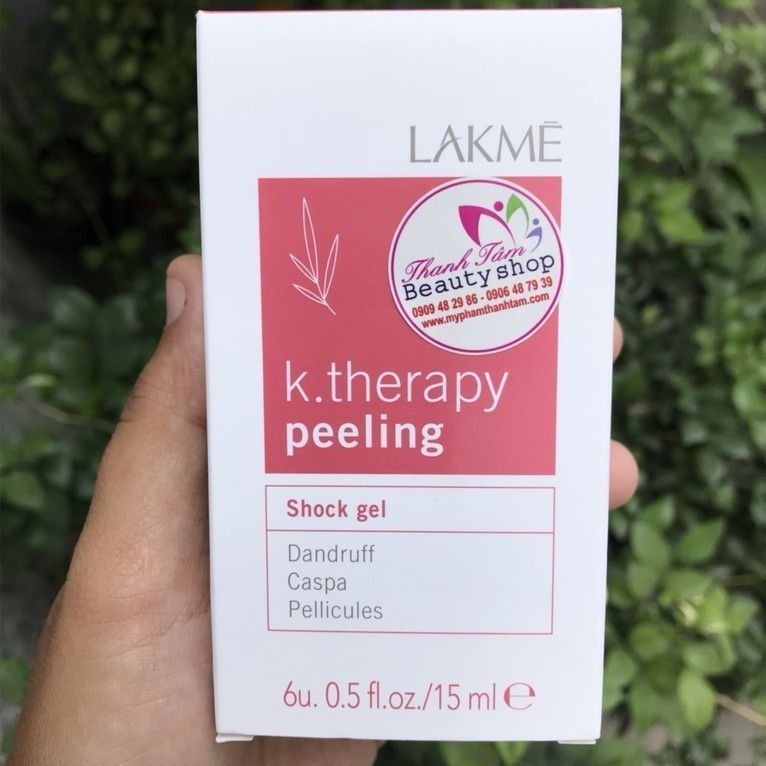 LAKMĒ
Thanh Tâm
Beauty shop
0909 48 29 86 - 0906 48 79 39
www.myphamthanhtam.com
k.therapy
peeling
Shock gel
Dandruff
Caspa
Pellicules
6u. 0.5 fl.oz./15 ml ℮